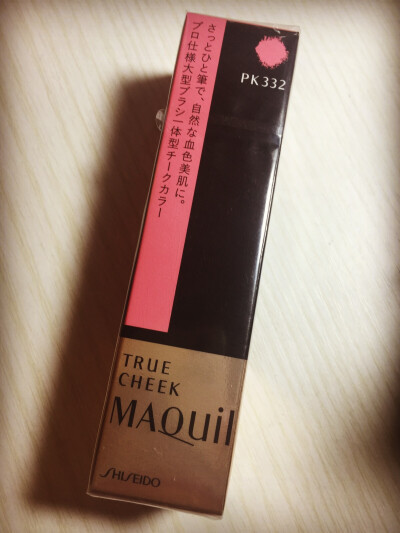 PK332
さっとひと筆で、自然な血色美肌に。
プロ仕様大型ブラシ一体型チークカラー
TRUE
CHEEK
MAQuil
SHISEIDO